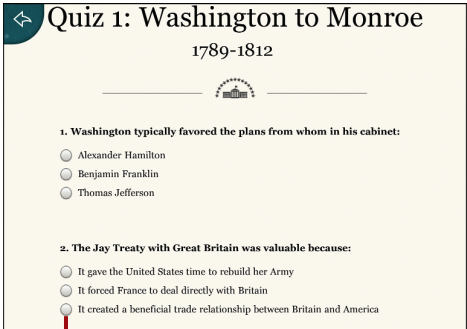 Quiz 1: Washington to Monroe
1789-1812
1. Washington typically favored the plans from whom in his cabinet:
Alexander Hamilton
Benjamin Franklin
Thomas Jefferson
2. The Jay Treaty with Great Britain was valuable because:
It gave the United States time to rebuild her Army
It forced France to deal directly with Britain
It created a beneficial trade relationship between Britain and America